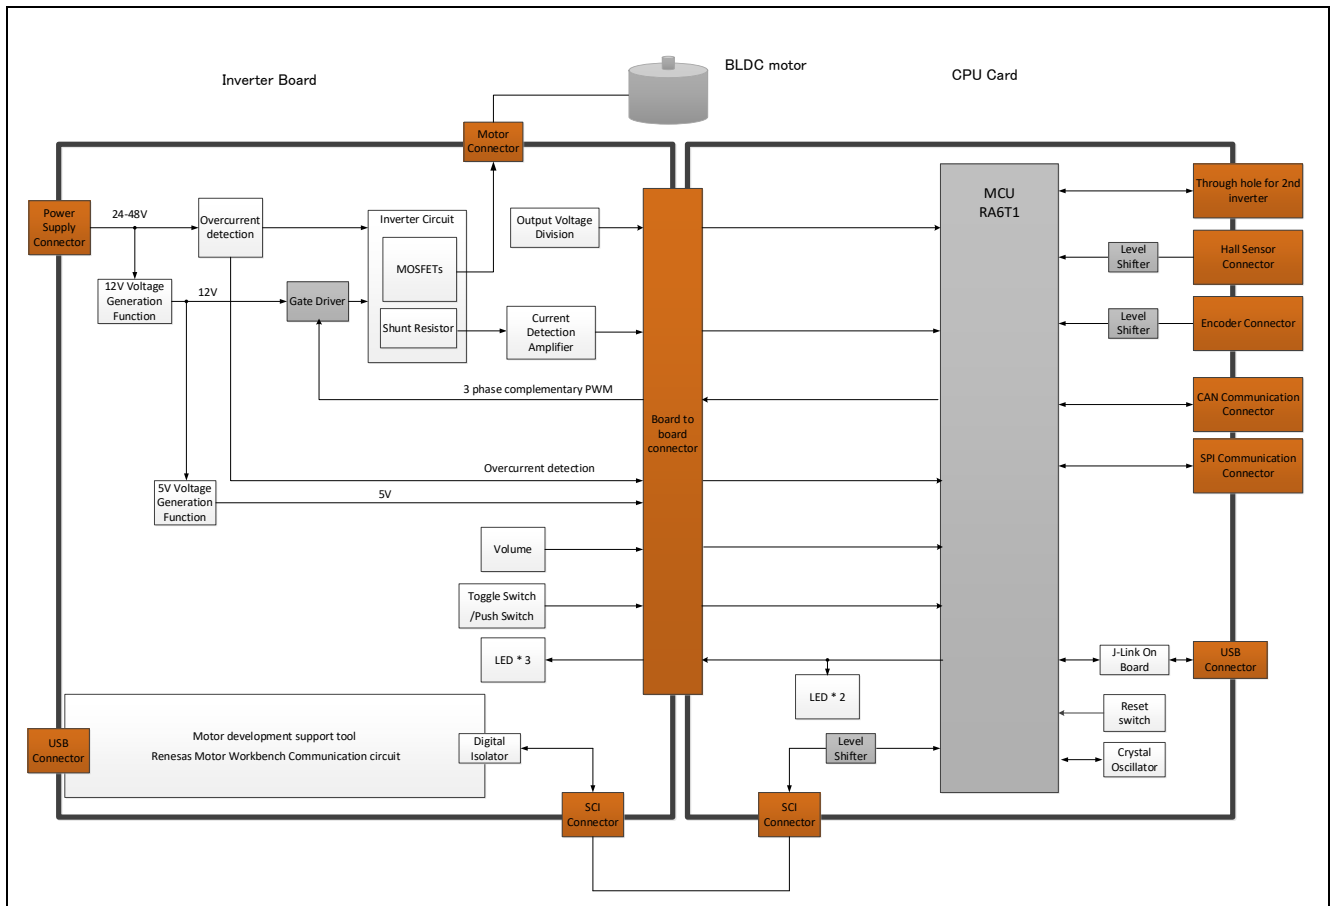 Inverter Board
BLDC motor
CPU Card
Motor
Connector
Power
Supply
Connector
24-48V
Overcurrent
detection
Inverter Circuit
MOSFETs
Shunt Resistor
Output Voltage
Division
12V Voltage
Generation
Function
12V
Gate Driver
Current
Detection
Amplifier
3 phase complementary PWM
Board to
board
connector
Overcurrent detection
5V Voltage
Generation
Function
5V
Volume
Toggle Switch
/Push Switch
LED * 3
USB
Connector
Motor development support tool
Renesas Motor Workbench Communication circuit
Digital
Isolator
SCI
Connector
MCU
RA6T1
Through hole for 2nd
inverter
Level
Shifter
Hall Sensor
Connector
Level
Shifter
Encoder Connector
CAN Communication
Connector
SPI Communication
Connector
J-Link On
Board
USB
Connector
LED * 2
Reset
switch
Level
Shifter
Crystal
Oscillator
SCI
Connector